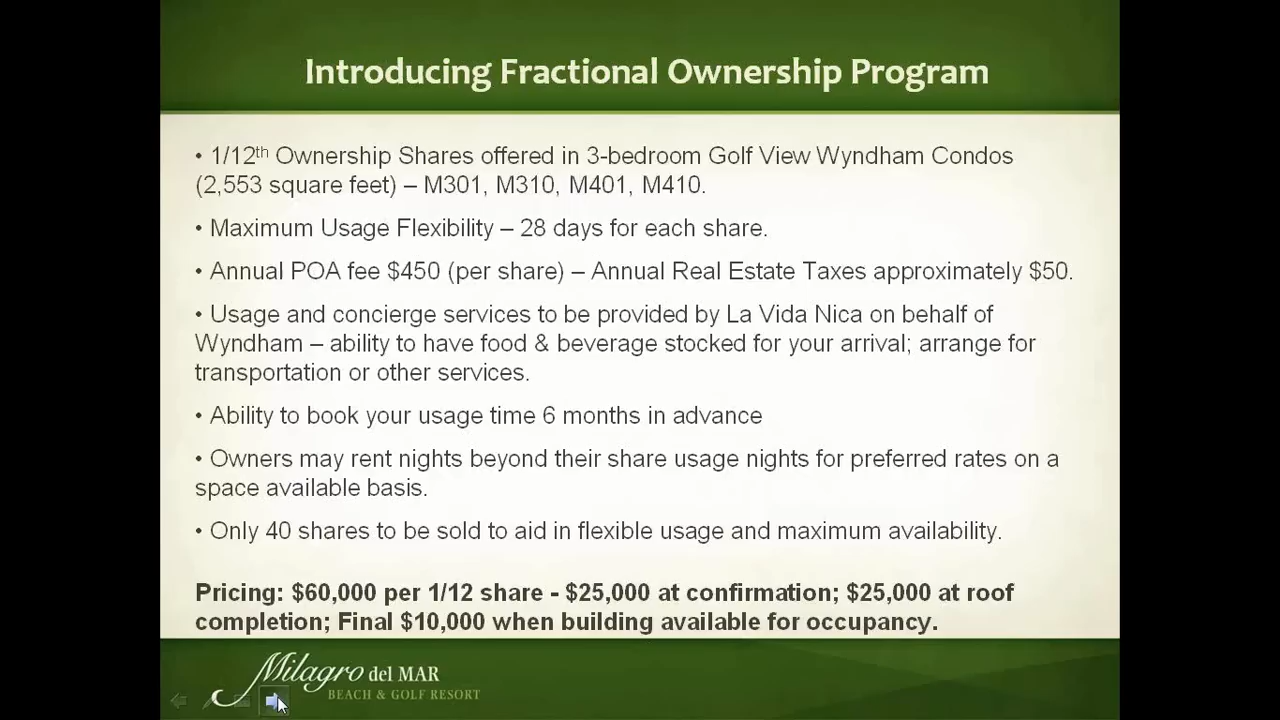 Introducing Fractional Ownership Program
• 1/12th Ownership Shares offered in 3-bedroom Golf View Wyndham Condos
(2,553 square feet) – M301, M310, M401, M410.
• Maximum Usage Flexibility – 28 days for each share.
• Annual POA fee $450 (per share) – Annual Real Estate Taxes approximately $50.
• Usage and concierge services to be provided by La Vida Nica on behalf of
Wyndham – ability to have food & beverage stocked for your arrival; arrange for
transportation or other services.
• Ability to book your usage time 6 months in advance
• Owners may rent nights beyond their share usage nights for preferred rates on a
space available basis.
• Only 40 shares to be sold to aid in flexible usage and maximum availability.
Pricing: $60,000 per 1/12 share - $25,000 at confirmation; $25,000 at roof
completion; Final $10,000 when building available for occupancy.
Milagro del MAR
BEACH & GOLF RESORT